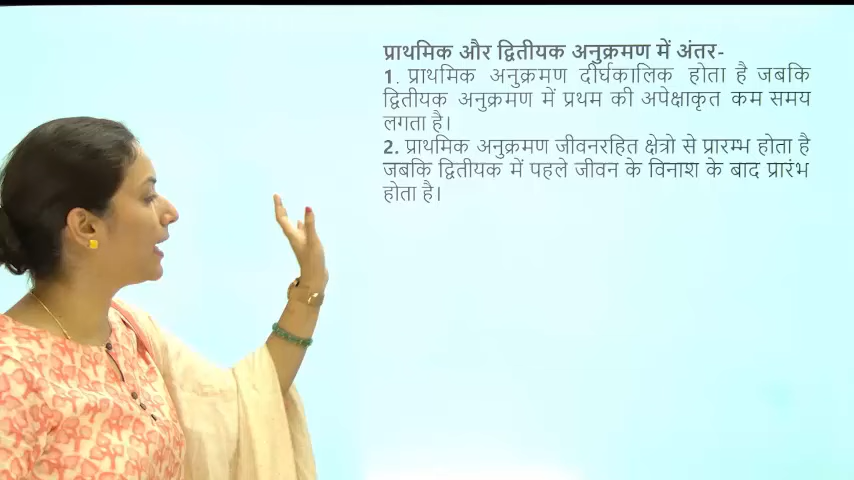 प्राथमिक और द्वितीयक अनुक्रमण में अंतर-
1. प्राथमिक अनुक्रमण दीर्घकालिक होता है जबकि
द्वितीयक अनुक्रमण में प्रथम की अपेक्षाकृत कम समय
लगता है।
2. प्राथमिक अनुक्रमण जीवनरहित क्षेत्रो से प्रारम्भ होता है
जबकि द्वितीयक में पहले जीवन के विनाश के बाद प्रारंभ
होता है।